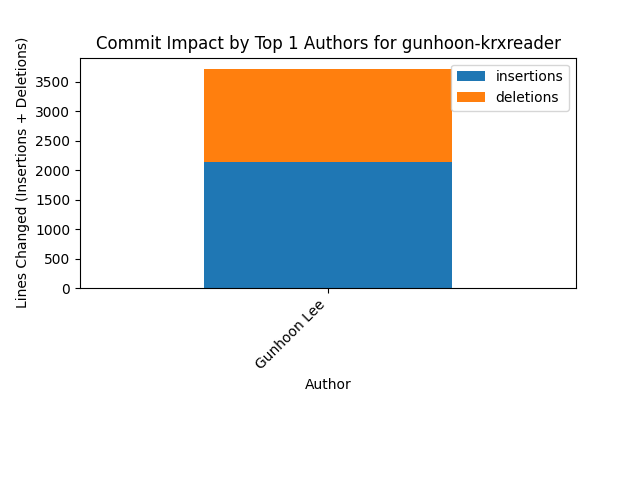 Commit Impact by Top 1 Authors for gunhoon-krxreader
Lines Changed (Insertions + Deletions)
3500
3000
2500
2000
1500
1000
500
0
insertions
deletions
Gunhoon Lee
Author